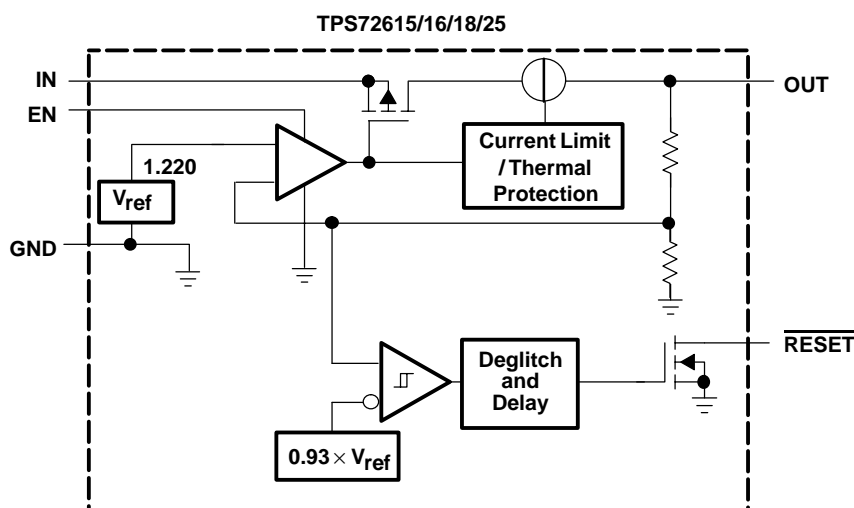 TPS72615/16/18/25
IN
OUT
EN
Current Limit
/ Thermal
Protection
1.220
Vref
GND
RESET
Deglitch
and
Delay
0.93 × Vref